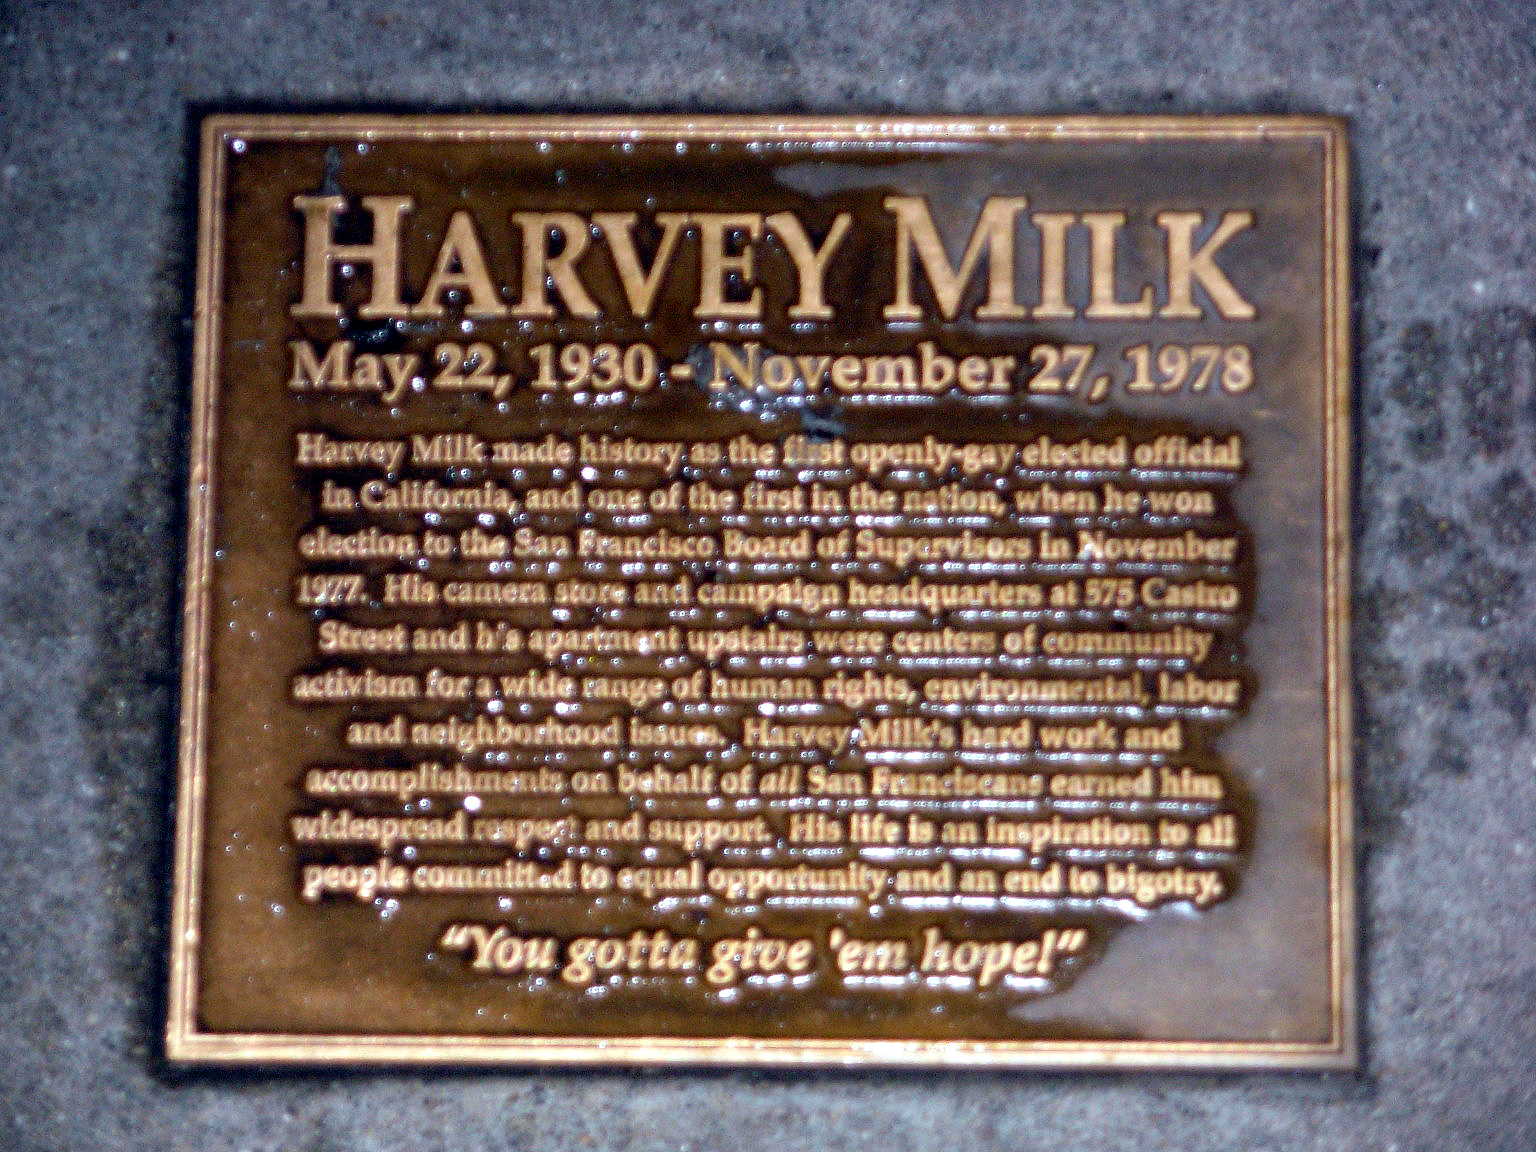 HARVEY MILK
May 22, 1930 - November 27, 1978
Harvey Milk made history as the first openly-gay elected official
in California, and one of the first in the nation, when he won
election to the San Francisco Board of Supervisors in November
1977. His camera store and campaign headquarters at 575 Castro
Street and his apartment upstairs were centers of community
activism for a wide range of human rights, environmental, labor
and neighborhood issues. Harvey Milk's hard work and
accomplishments on behalf of all San Franciscans earned him
widespread respect and support. His life is an inspiration to all
people committed to equal opportunity and an end to bigotry.
"You gotta give 'em hope!"